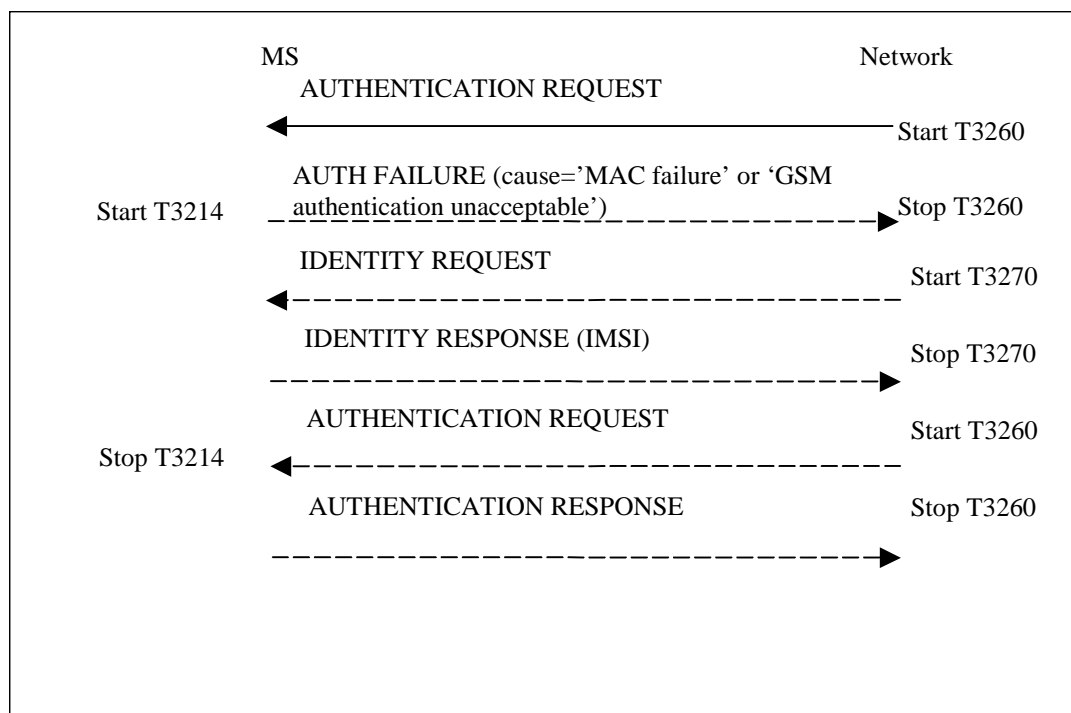 MS Network
AUTHENTICATION REQUEST
Start T3260
AUTH FAILURE (cause=’MAC failure’ or ‘GSM
authentication unacceptable’)
Start T3214
Stop T3260
IDENTITY REQUEST
Start T3270
IDENTITY RESPONSE (IMSI)
Stop T3270
AUTHENTICATION REQUEST
Start T3260
Stop T3214
AUTHENTICATION RESPONSE
Stop T3260